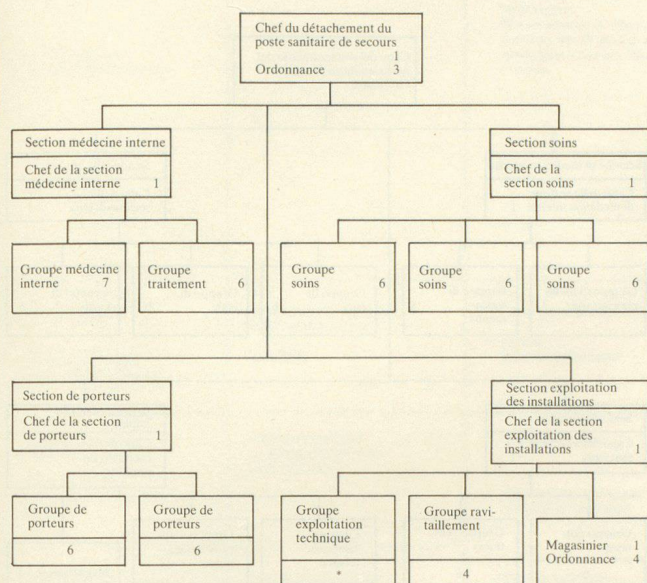 Chef du détachement du
poste sanitaire de secours
1
Ordonnance 3
Section médecine interne
Chef de la section
médecine interne 1
Section soins
Chef de la
section soins 1
Groupe médecine
interne 7
Groupe
traitement 6
Groupe
soins 6
Groupe
soins 6
Groupe
soins 6
Section de porteurs
Chef de la section
de porteurs 1
Section exploitation
des installations
Chef de la section
exploitation des
installations 1
Groupe de
porteurs
6
Groupe de
porteurs
6
Groupe
exploitation
technique
*
Groupe ravi-
taillement
4
Magasinier 1
Ordonnance 4